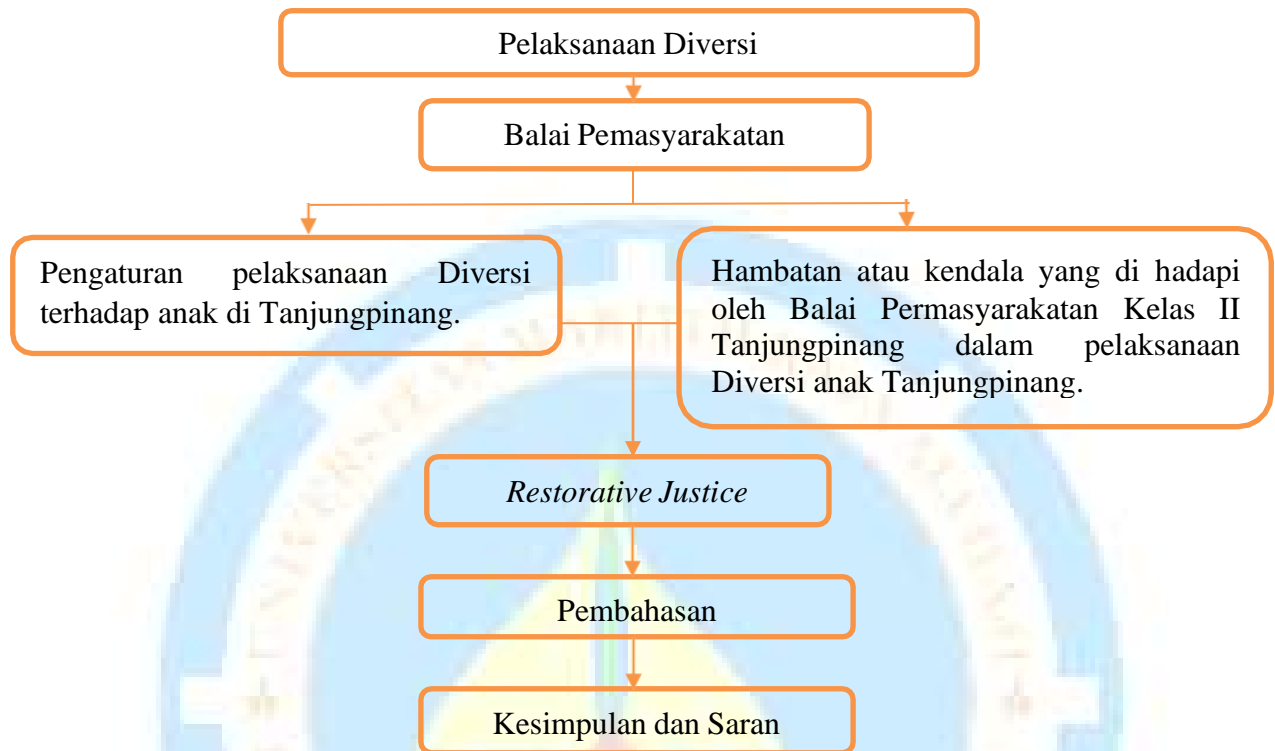 Pelaksanaan Diversi
Balai Pemasyarakatan
Pengaturan pelaksanaan Diversi
terhadap anak di Tanjungpinang.
Hambatan atau kendala yang di hadapi
oleh Balai Permasyarakatan Kelas II
Tanjungpinang dalam pelaksanaan
Diversi anak Tanjungpinang.
Restorative Justice
Pembahasan
Kesimpulan dan Saran